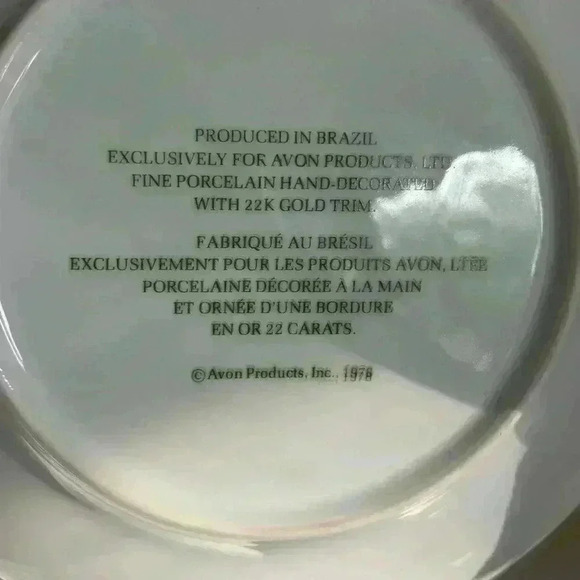 PRODUCED IN BRAZIL
EXCLUSIVELY FOR AVON PRODUCTS, LTD.
FINE PORCELAIN HAND-DECORATED
WITH 22K GOLD TRIM.
FABRIQUÉ AU BRÉSIL
EXCLUSIVEMENT POUR LES PRODUITS AVON, LTÉE
PORCELAINE DÉCORÉE À LA MAIN
ET ORNÉE D'UNE BORDURE
EN OR 22 CARATS.
© Avon Products, Inc., 1978